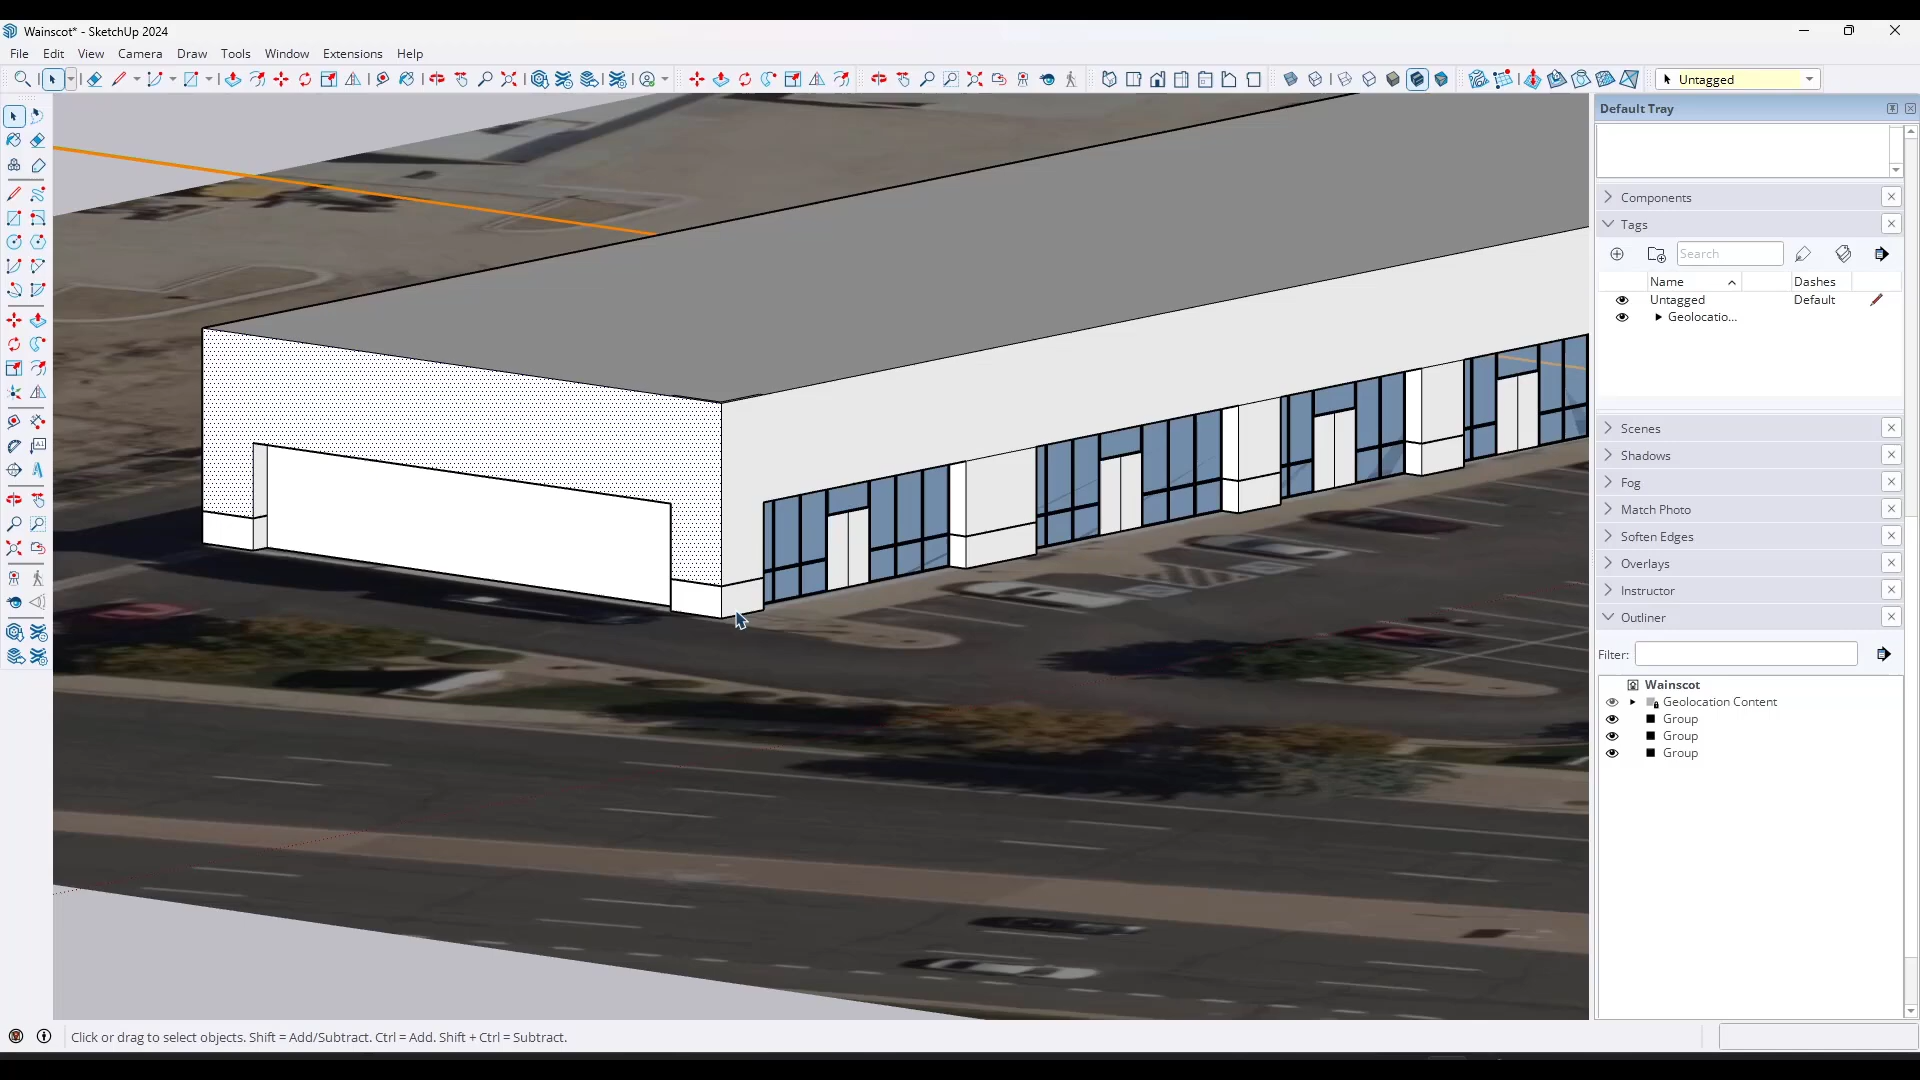 Wainscot* - SketchUp 2024
File Edit View Camera Draw Tools Window Extensions Help
Untagged
Default Tray
Components
Tags
Search
Name
Dashes
Untagged
Default
Geolocatio...
Scenes
Shadows
Fog
Match Photo
Soften Edges
Overlays
Instructor
Outliner
Filter:
Wainscot
Geolocation Content
Group
Group
Group
Click or drag to select objects. Shift = Add/Subtract. Ctrl = Add. Shift + Ctrl = Subtract.